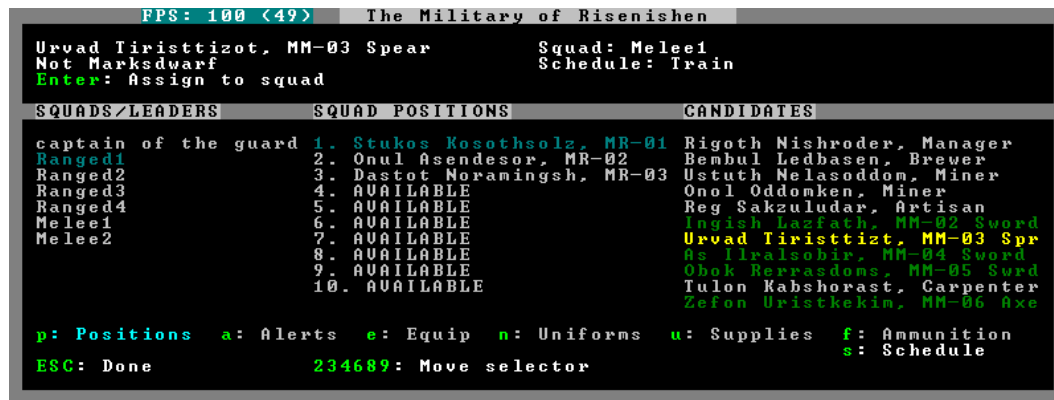 FPS: 100 (49) The Military of Risenishen
Urvad Tiristtizot, MM-03 Spear Squad: Melee1
Not Marksdwarf Schedule: Train
Enter: Assign to squad
SQUADS/LEADERS SQUAD POSITIONS CANDIDATES
captain of the guard 1. Stukos Kosothsolz, MR-01 Rigoth Nishroder, Manager
Ranged1 2. Onul Asendesor, MR-02 Bembul Ledbasen, Brewer
Ranged2 3. Dastot Noramingsh, MR-03 Ustuth Nelasoddom, Miner
Ranged3 4. AVAILABLE Onol Oddomken, Miner
Ranged4 5. AVAILABLE Reg Sakzuludar, Artisan
Melee1 6. AVAILABLE Ingish Lazfath, MM-02 Sword
Melee2 7. AVAILABLE Urvad Tiristtizt, MM-03 Spr
8. AVAILABLE As Ilralsobir, MM-04 Sword
9. AVAILABLE Obok Rerrasdoms, MM-05 Swrd
10. AVAILABLE Tulon Kabshorast, Carpenter
Zefon Uristkekim, MM-06 Axe
p: Positions a: Alerts e: Equip n: Uniforms u: Supplies f: Ammunition
s: Schedule
ESC: Done 234689: Move selector